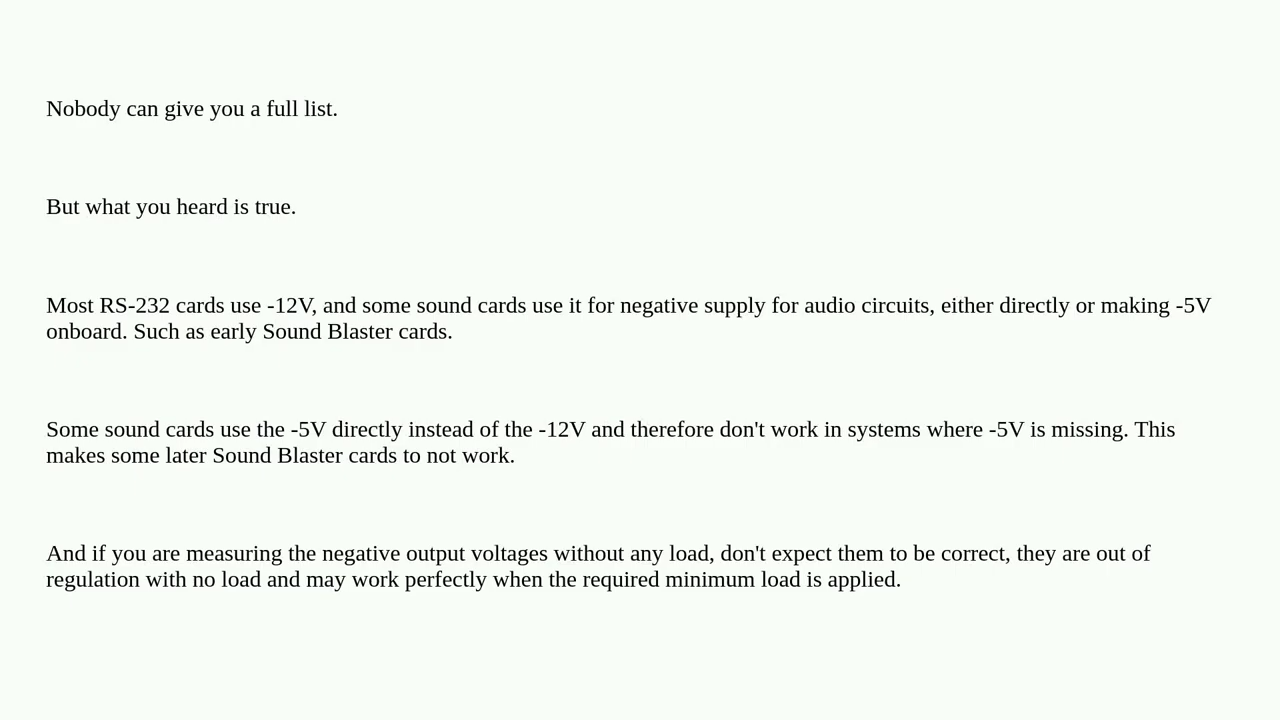 Nobody can give you a full list.
But what you heard is true.
Most RS-232 cards use -12V, and some sound cards use it for negative supply for audio circuits, either directly or making -5V
onboard. Such as early Sound Blaster cards.
Some sound cards use the -5V directly instead of the -12V and therefore don't work in systems where -5V is missing. This
makes some later Sound Blaster cards to not work.
And if you are measuring the negative output voltages without any load, don't expect them to be correct, they are out of
regulation with no load and may work perfectly when the required minimum load is applied.